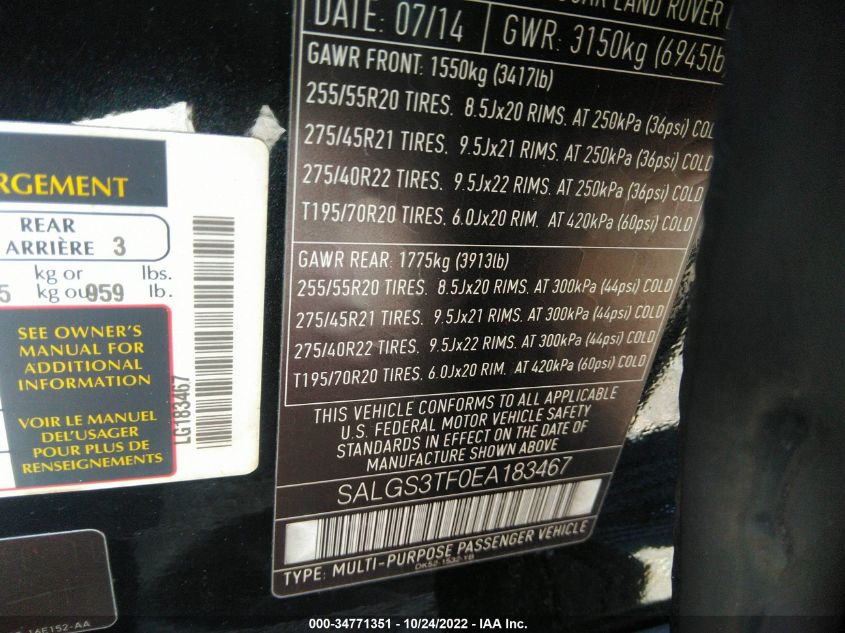 RGEMENT
REAR
ARRIÈRE 3
kg or lbs.
5 kg ou 959 lb.
SEE OWNER'S
MANUAL FOR
ADDITIONAL
INFORMATION
VOIR LE MANUEL
DEL'USAGER
POUR PLUS DE
RENSEIGNEMENTS
LG183467
16E152-AA
LAND ROVER
DATE: 07/14 GWR: 3150kg (6945lb)
GAWR FRONT: 1550kg (3417lb)
255/55R20 TIRES. 8.5Jx20 RIMS. AT 250kPa (36psi) COLD
275/45R21 TIRES. 9.5Jx21 RIMS. AT 250kPa (36psi) COLD
275/40R22 TIRES. 9.5Jx22 RIMS. AT 250kPa (36psi) COLD
T195/70R20 TIRES. 6.0Jx20 RIM. AT 420kPa (60psi) COLD
GAWR REAR: 1775kg (3913lb)
255/55R20 TIRES. 8.5Jx20 RIMS. AT 300kPa (44psi) COLD
275/45R21 TIRES. 9.5Jx21 RIMS. AT 300kPa (44psi) COLD
275/40R22 TIRES. 9.5Jx22 RIMS. AT 300kPa (44psi) COLD
T195/70R20 TIRES. 6.0Jx20 RIM. AT 420kPa (60psi) COLD
THIS VEHICLE CONFORMS TO ALL APPLICABLE
U.S. FEDERAL MOTOR VEHICLE SAFETY
STANDARDS IN EFFECT ON THE DATE OF
MANUFACTURE SHOWN ABOVE
SALGS3TF0EA183467
TYPE: MULTI-PURPOSE PASSENGER VEHICLE
000-34771351 | 10/24/2022 - IAA Inc.